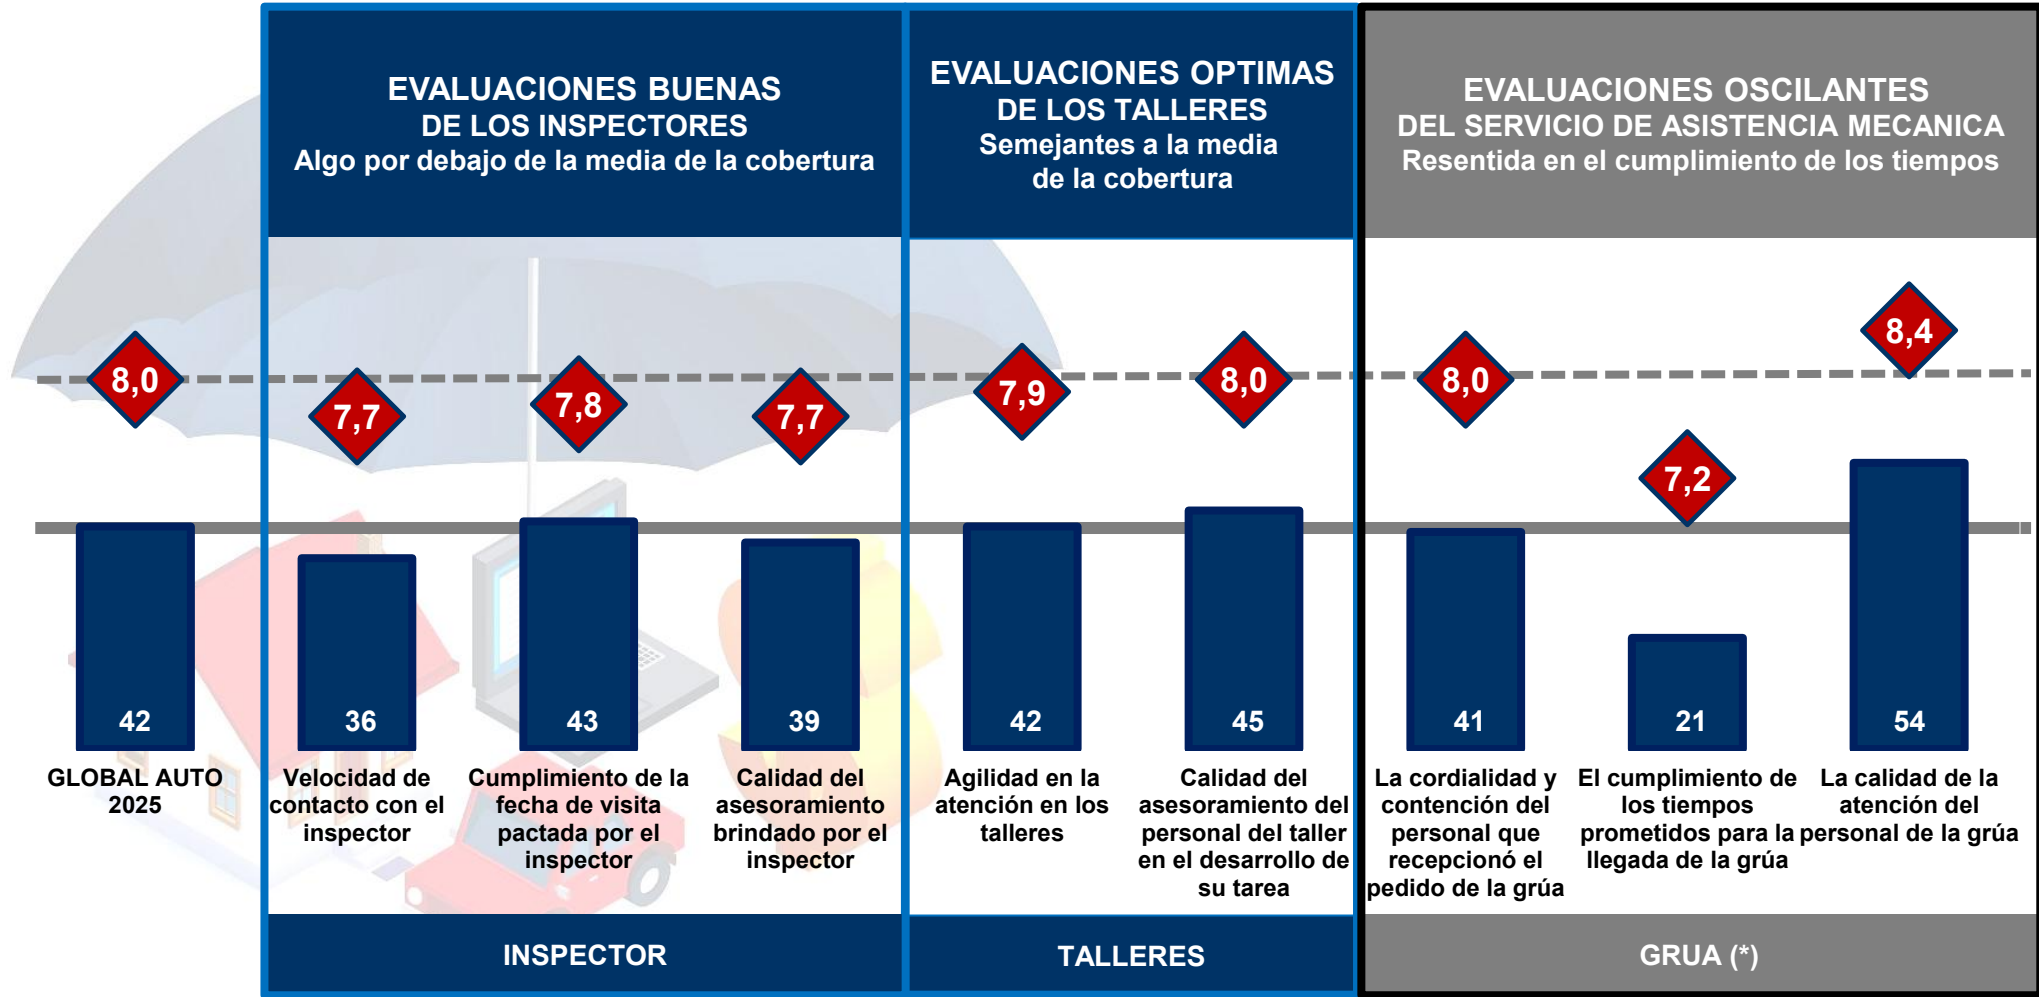 EVALUACIONES BUENAS
DE LOS INSPECTORES
Algo por debajo de la media de la cobertura
EVALUACIONES OPTIMAS
DE LOS TALLERES
Semejantes a la media
de la cobertura
EVALUACIONES OSCILANTES
DEL SERVICIO DE ASISTENCIA MECANICA
Resentida en el cumplimiento de los tiempos
8,0
7,7
7,8
7,7
7,9
8,0
8,0
7,2
8,4
42
36
43
39
42
45
41
21
54
GLOBAL AUTO
2025
Velocidad de
contacto con el
inspector
Cumplimiento de la
fecha de visita
pactada por el
inspector
Calidad del
asesoramiento
brindado por el
inspector
Agilidad en la
atención en los
talleres
Calidad del
asesoramiento del
personal del taller
en el desarrollo de
su tarea
La cordialidad y
contención del
personal que
recepcionó el
pedido de la grúa
El cumplimiento de
los tiempos
prometidos para la
llegada de la grúa
La calidad de la
atención del
personal de la grúa
INSPECTOR
TALLERES
GRUA (*)